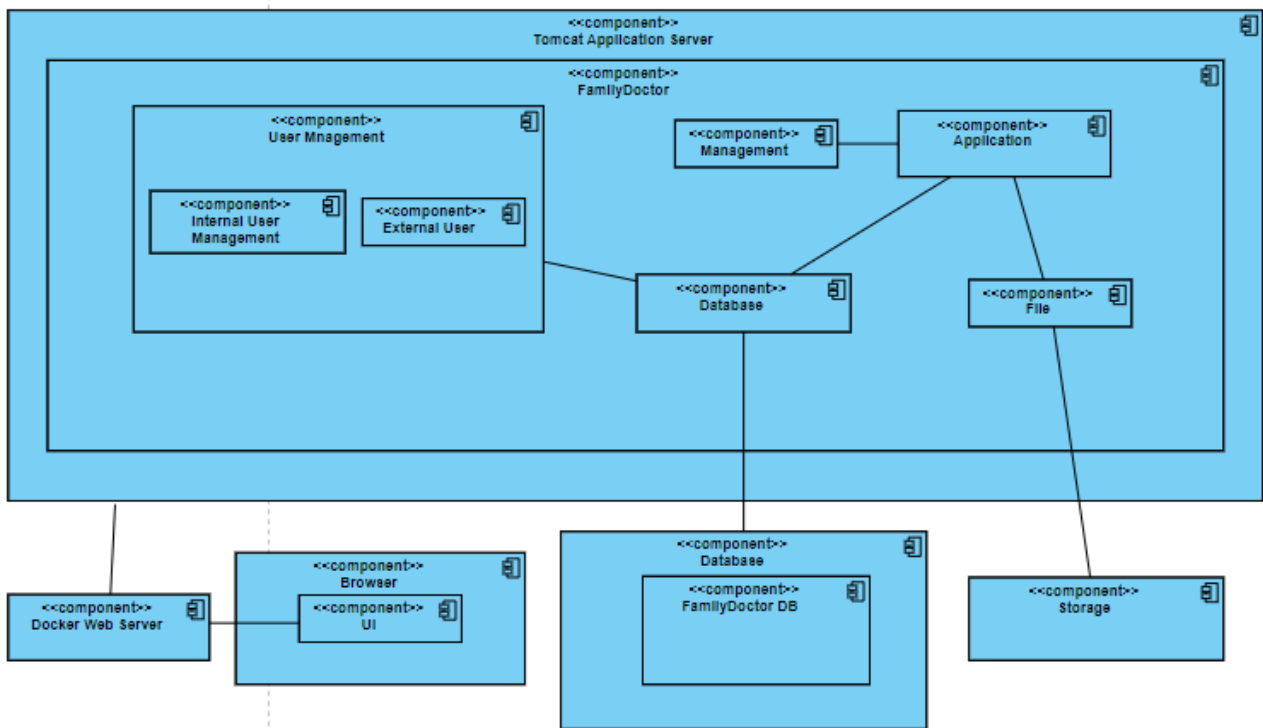 <<component>>
Tomcat Application Server
<<component>>
FamilyDoctor
<<component>>
User Mnagement
<<component>>
Internal User
Management
<<component>>
External User
<<component>>
Management
<<component>>
Application
<<component>>
Database
<<component>>
File
<<component>>
Docker Web Server
<<component>>
Browser
<<component>>
UI
<<component>>
Database
<<component>>
FamilyDoctor DB
<<component>>
Storage